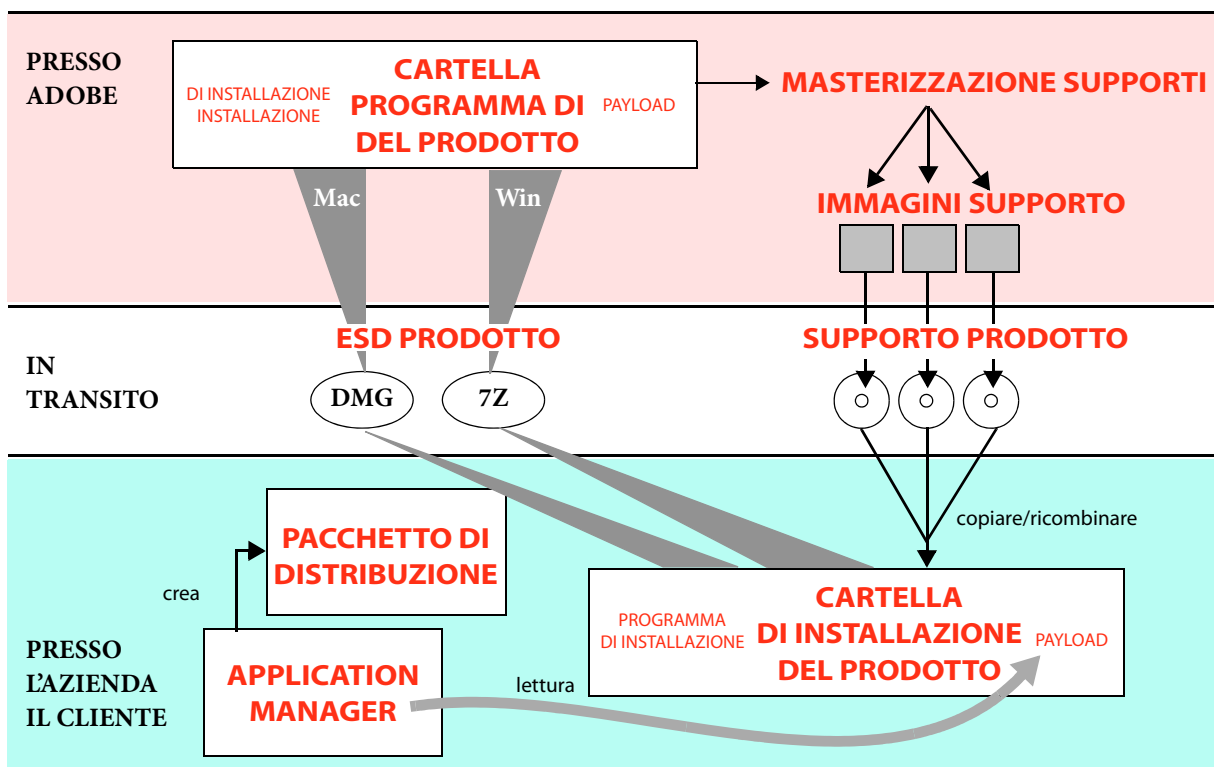 PRESSO
ADOBE
DI INSTALLAZIONE
INSTALLAZIONE
CARTELLA
PROGRAMMA DI
DEL PRODOTTO
PAYLOAD
MASTERIZZAZIONE SUPPORTI
Mac
Win
IMMAGINI SUPPORTO
ESD PRODOTTO
SUPPORTO PRODOTTO
IN
TRANSITO
DMG
7Z
copiare/ricombinare
PACCHETTO DI
DISTRIBUZIONE
crea
PRESSO
L'AZIENDA
IL CLIENTE
APPLICATION
MANAGER
lettura
PROGRAMMA
DI INSTALLAZIONE
CARTELLA
DI INSTALLAZIONE
DEL PRODOTTO
PAYLOAD